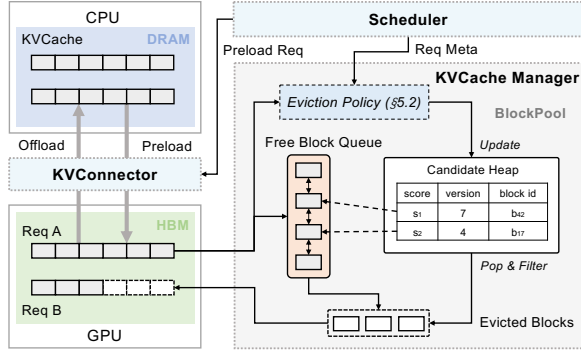 CPU
KVCache
DRAM
Offload
Preload
KVConnector
Req A
HBM
Req B
GPU
Scheduler
Preload Req
Req Meta
KVCache Manager
Eviction Policy (§5.2)
BlockPool
Free Block Queue
Update
Candidate Heap
score version block id
s1 7 b42
s2 4 b17
Pop & Filter
Evicted Blocks